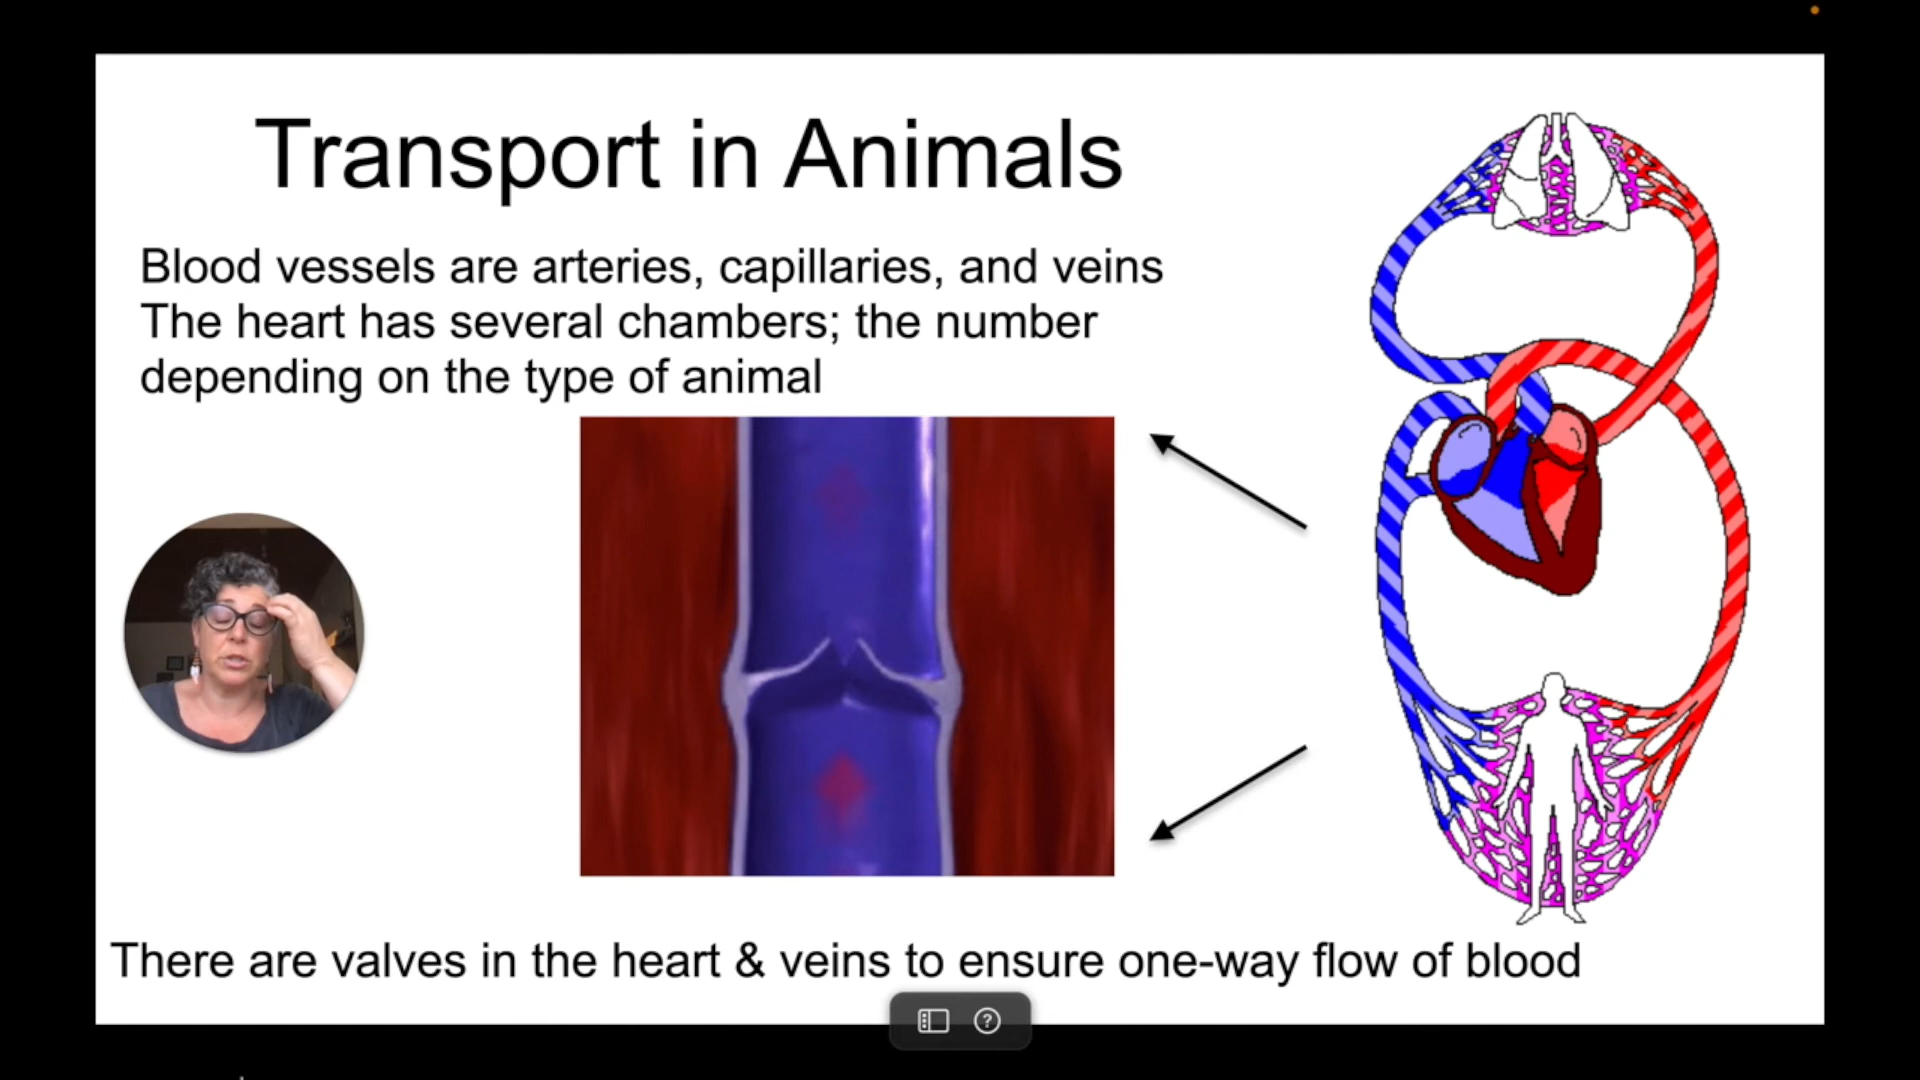 Transport in Animals
Blood vessels are arteries, capillaries, and veins
The heart has several chambers; the number
depending on the type of animal
There are valves in the heart & veins to ensure one-way flow of blood
?